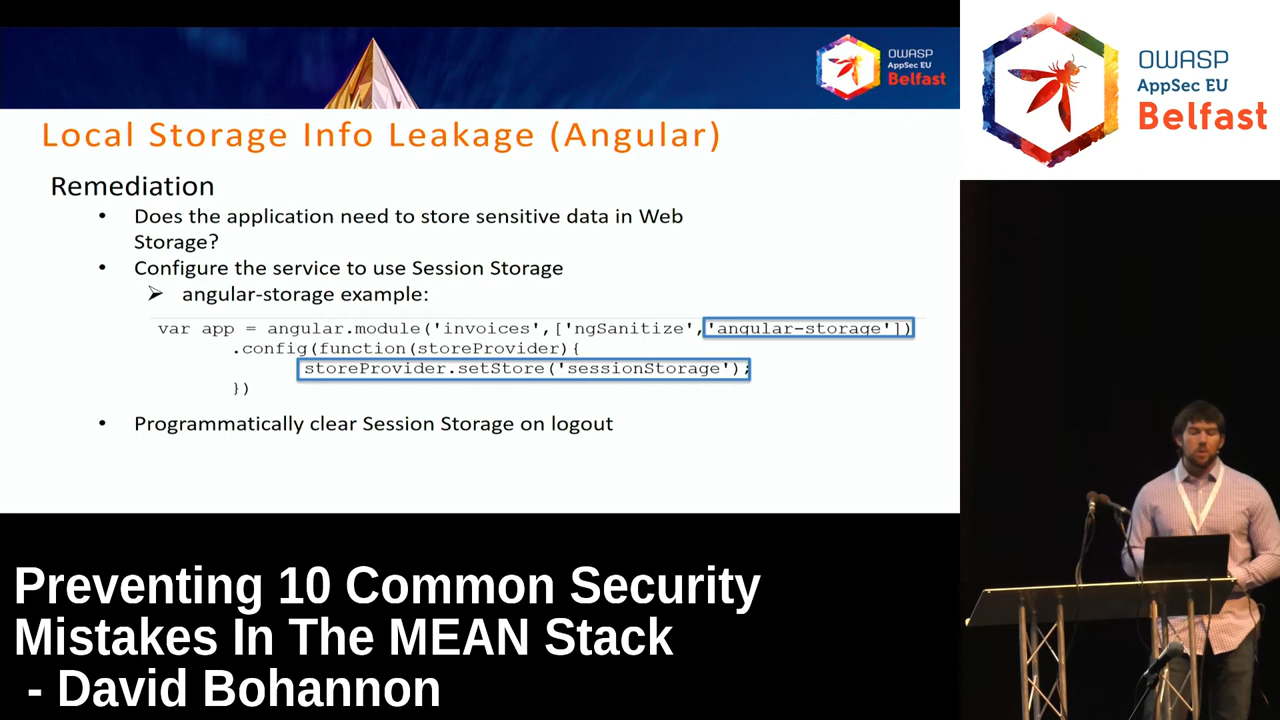 OWASP
AppSec EU
Belfast
OWASP
AppSec EU
Belfast
Local Storage Info Leakage (Angular)
Remediation
• Does the application need to store sensitive data in Web
Storage?
• Configure the service to use Session Storage
➢ angular-storage example:
var app = angular.module('invoices',['ngSanitize','angular-storage'])
.config(function(storeProvider){
storeProvider.setStore('sessionStorage');
})
• Programmatically clear Session Storage on logout
Preventing 10 Common Security
Mistakes In The MEAN Stack
- David Bohannon